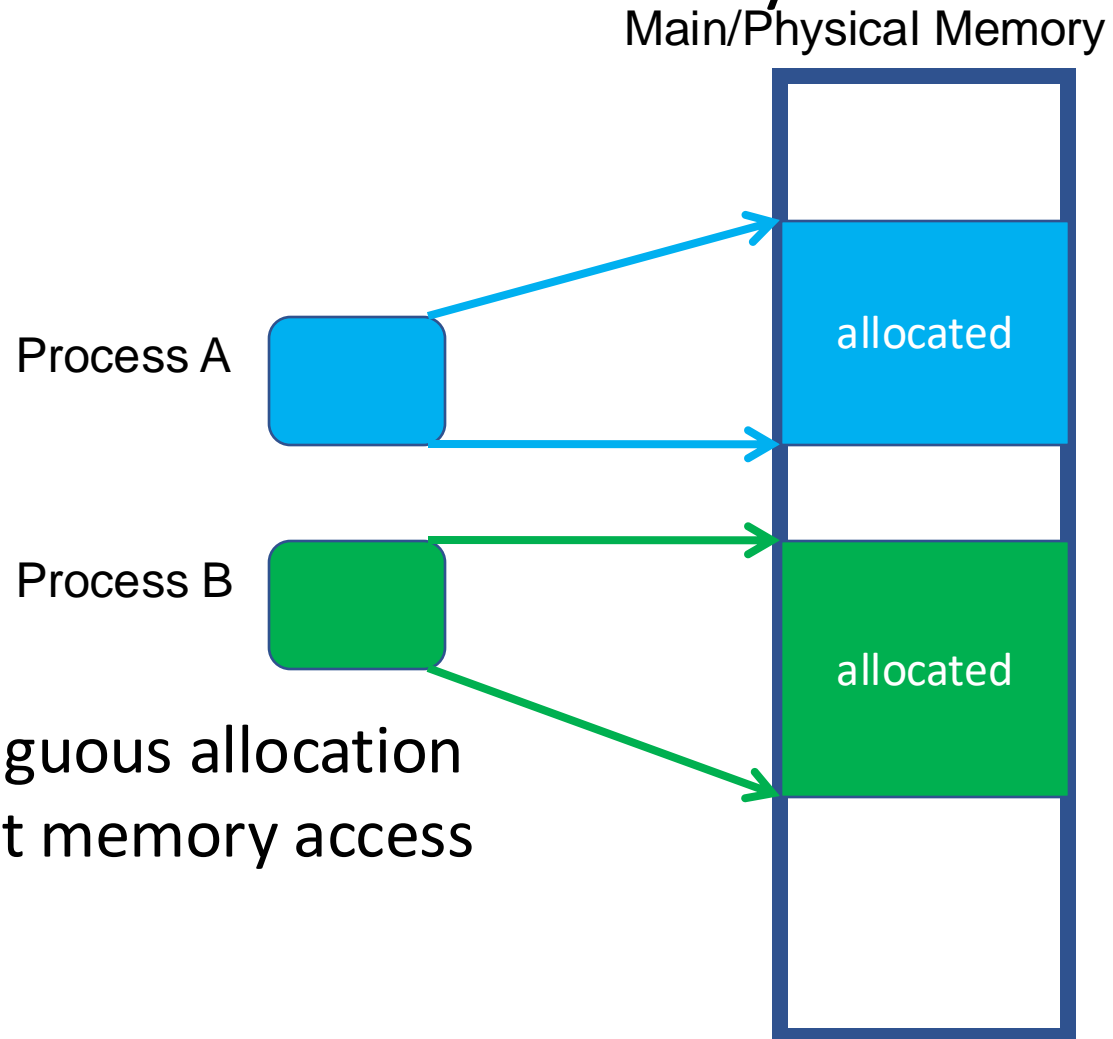 Main/Physical Memory
allocated
Process A
Process B
allocated
guous allocation
t memory access